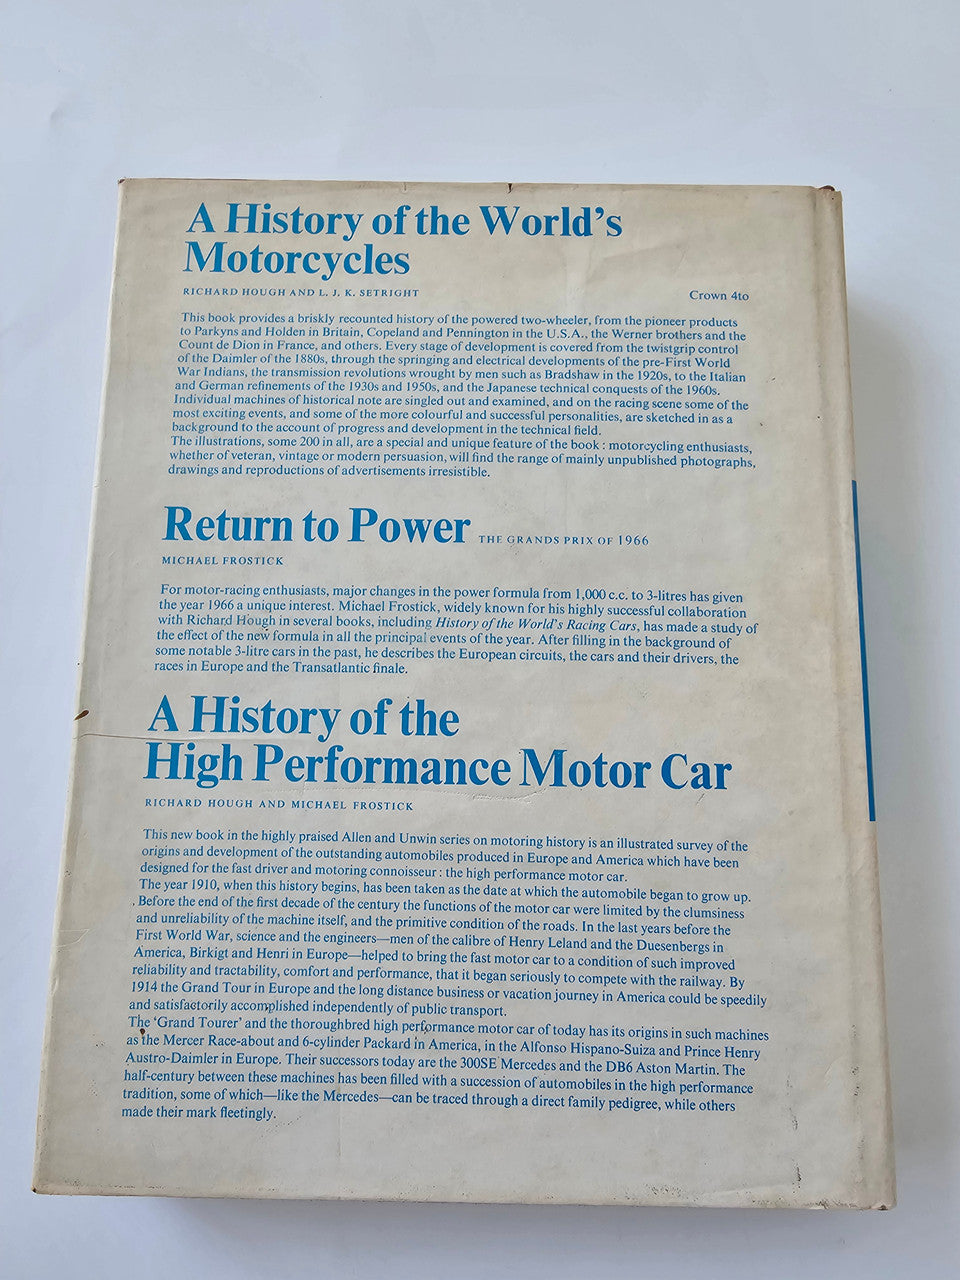 A History of the World's
Motorcycles
RICHARD HOUGH AND L. J. K. SETRIGHT Crown 4to
This book provides a briskly recounted history of the powered two-wheeler, from the pioneer products
to Parkyns and Holden in Britain, Copeland and Pennington in the U.S.A., the Werner brothers and the
Count de Dion in France, and others. Every stage of development is covered from the twistgrip control
of the Daimler of the 1880s, through the springing and electrical developments of the pre-First World
War Indians, the transmission revolutions wrought by men such as Bradshaw in the 1920s, to the Italian
and German refinements of the 1930s and 1950s, and the Japanese technical conquests of the 1960s.
Individual machines of historical note are singled out and examined, and on the racing scene some of the
most exciting events, and some of the more colourful and successful personalities, are sketched in as a
background to the account of progress and development in the technical field.
The illustrations, some 200 in all, are a special and unique feature of the book : motorcycling enthusiasts,
whether of veteran, vintage or modern persuasion, will find the range of mainly unpublished photographs,
drawings and reproductions of advertisements irresistible.
Return to Power THE GRANDS PRIX OF 1966
MICHAEL FROSTICK
For motor-racing enthusiasts, major changes in the power formula from 1,000 c.c. to 3-litres has given
the year 1966 a unique interest. Michael Frostick, widely known for his highly successful collaboration
with Richard Hough in several books, including History of the World's Racing Cars, has made a study of
the effect of the new formula in all the principal events of the year. After filling in the background of
some notable 3-litre cars in the past, he describes the European circuits, the cars and their drivers, the
races in Europe and the Transatlantic finale.
A History of the
High Performance Motor Car
RICHARD HOUGH AND MICHAEL FROSTICK
This new book in the highly praised Allen and Unwin series on motoring history is an illustrated survey of the
origins and development of the outstanding automobiles produced in Europe and America which have been
designed for the fast driver and motoring connoisseur : the high performance motor car.
The year 1910, when this history begins, has been taken as the date at which the automobile began to grow up.
Before the end of the first decade of the century the functions of the motor car were limited by the clumsiness
and unreliability of the machine itself, and the primitive condition of the roads. In the last years before the
First World War, science and the engineers—men of the calibre of Henry Leland and the Duesenbergs in
America, Birkigt and Henri in Europe—helped to bring the fast motor car to a condition of such improved
reliability and tractability, comfort and performance, that it began seriously to compete with the railway. By
1914 the Grand Tour in Europe and the long distance business or vacation journey in America could be speedily
and satisfactorily accomplished independently of public transport.
The 'Grand Tourer' and the thoroughbred high performance motor car of today has its origins in such machines
as the Mercer Race-about and 6-cylinder Packard in America, in the Alfonso Hispano-Suiza and Prince Henry
Austro-Daimler in Europe. Their successors today are the 300SE Mercedes and the DB6 Aston Martin. The
half-century between these machines has been filled with a succession of automobiles in the high performance
tradition, some of which—like the Mercedes—can be traced through a direct family pedigree, while others
made their mark fleetingly.